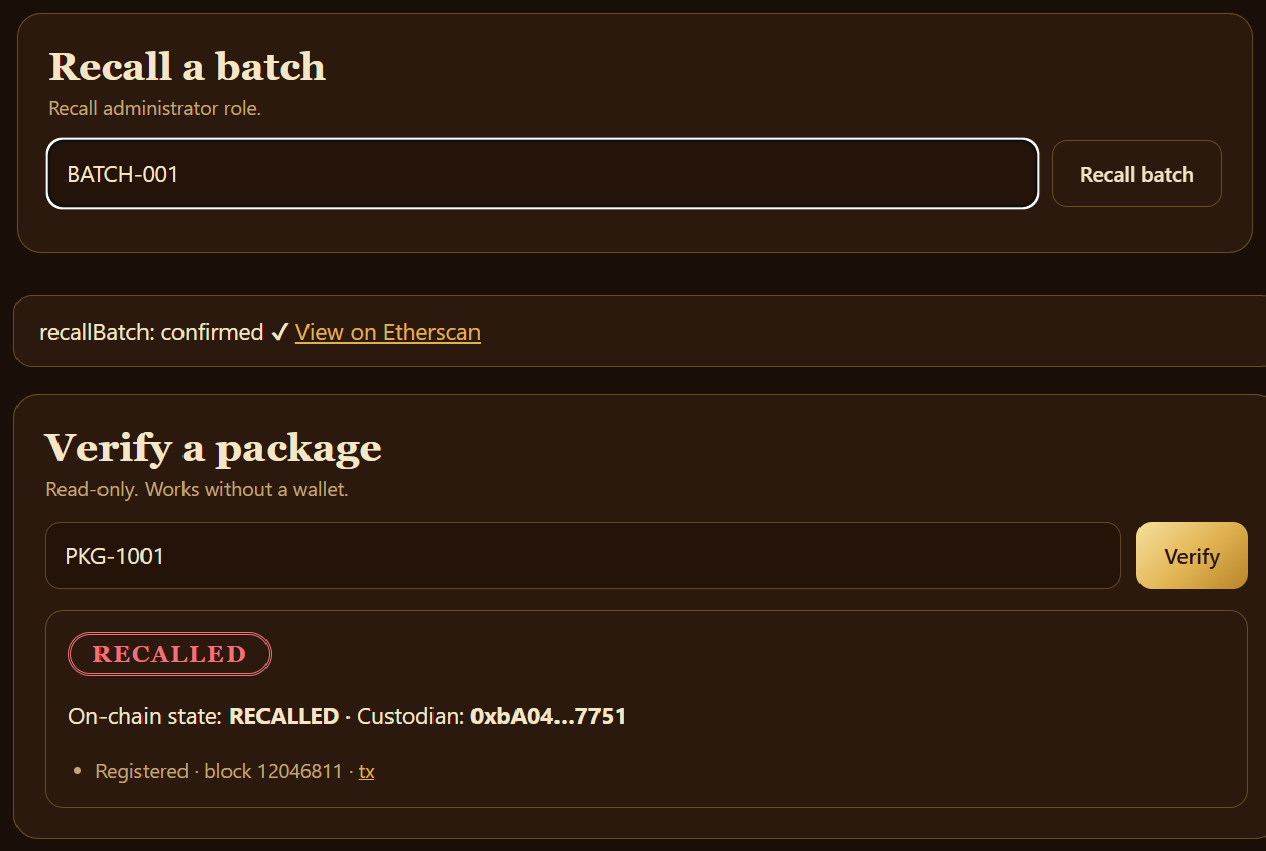 Recall a batch
Recall administrator role.
BATCH-001
Recall batch
recallBatch: confirmed ✓ View on Etherscan
Verify a package
Read-only. Works without a wallet.
PKG-1001
Verify
RECALLED
On-chain state: RECALLED · Custodian: 0xbA04…7751
• Registered · block 12046811 · tx